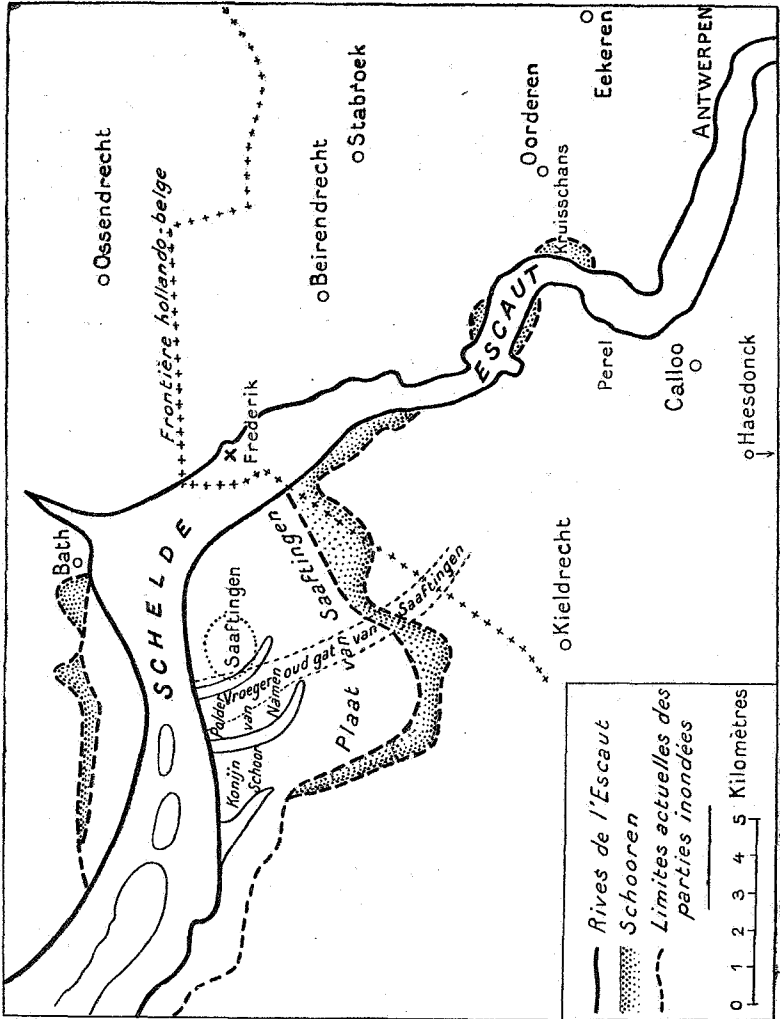 Ossendrecht
Frontière hollando-belge
Beirendrecht
Stabroek
Oorderen
Eekeren
Kruisschans
ANTWERPEN
ESCAUT
Perel
Calloo
Haesdonck
Frederik
Bath
SCHELDE
Saaftingen
Polder
van
Namen
Vroegere oud gat van Saaftingen
Konijn
Schoor
Plaat van Saaftingen
Kieldrecht
Rives de l'Escaut
Schooren
Limites actuelles des
parties inondées
0 1 2 3 4 5 Kilomètres